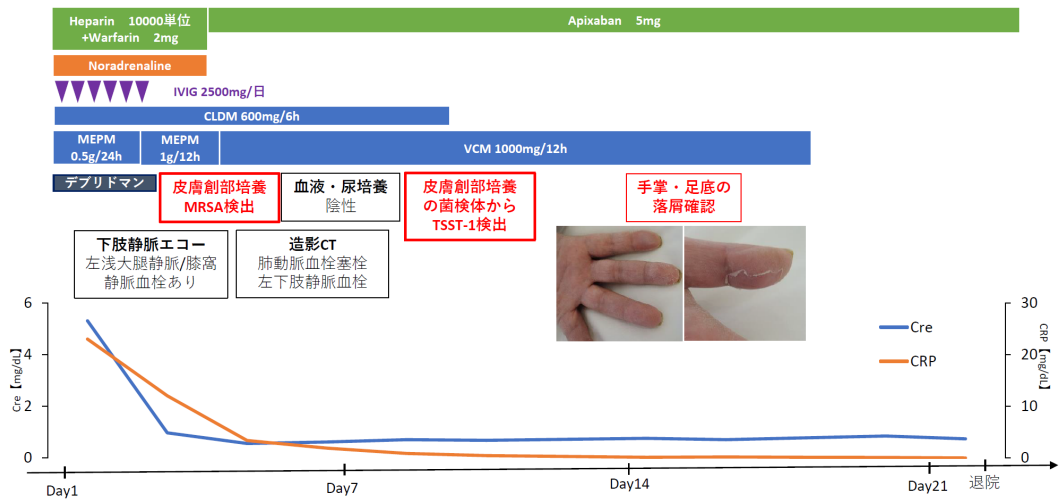 Heparin 10000単位
+Warfarin 2mg
Apixaban 5mg
Noradrenaline
IVIG 2500mg/日
CLDM 600mg/6h
MEPM
0.5g/24h
MEPM
1g/12h
VCM 1000mg/12h
デブリドマン
皮膚創部培養
MRSA検出
血液・尿培養
陰性
皮膚創部培養
の菌検体から
TSST-1検出
手掌・足底の
落屑確認
下肢静脈エコー
左浅大腿静脈/膝窩
静脈血栓あり
造影CT
肺動脈血栓塞栓
左下肢静脈血栓
6
4
2
0
Cre【mg/dL】
Cre
CRP
30
20
10
0
CRP【mg/dL】
Day1
Day7
Day14
Day21
退院